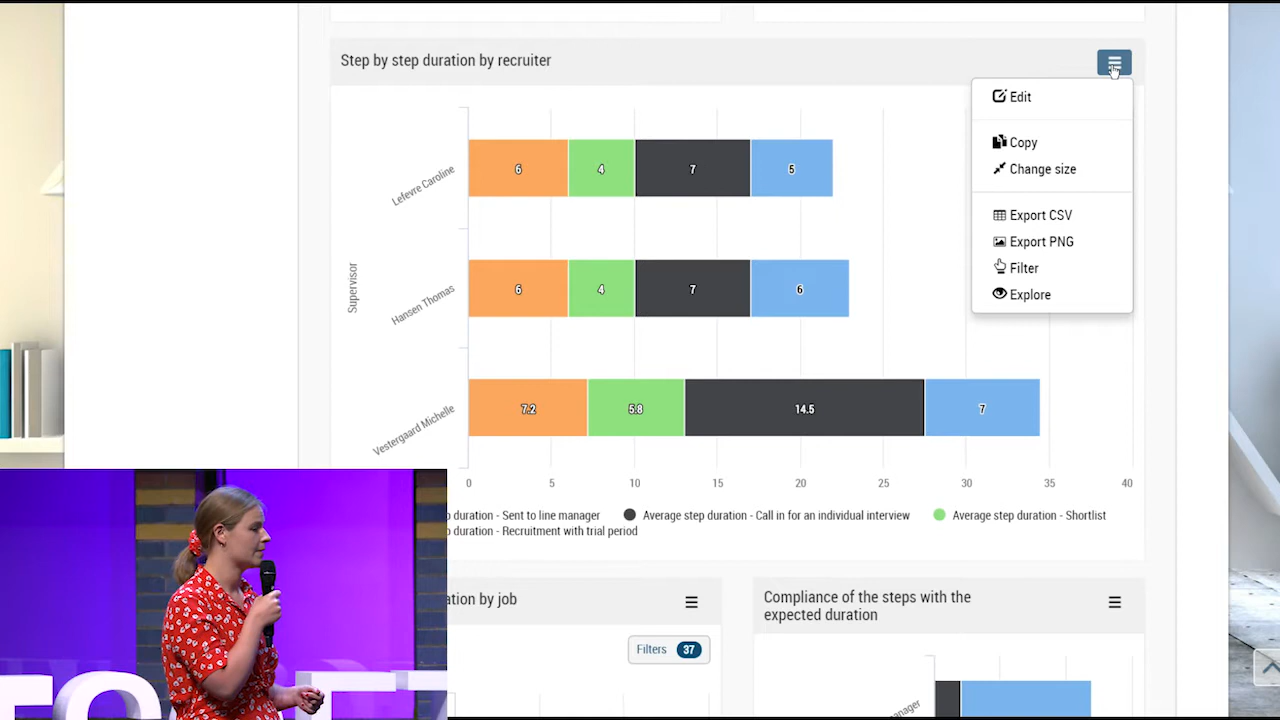 Step by step duration by recruiter
Edit
Copy
Change size
Export CSV
Export PNG
Filter
Explore
Supervisor
Lefevre Caroline
6 4 7 5
Hansen Thomas
6 4 7 6
Vestergaard Michelle
7.2 5.8 14.5 7
0 5 10 15 20 25 30 35 40
duration - Sent to line manager
Average step duration - Call in for an individual interview
Average step duration - Shortlist
duration - Recruitment with trial period
by job
Filters 37
Compliance of the steps with the
expected duration